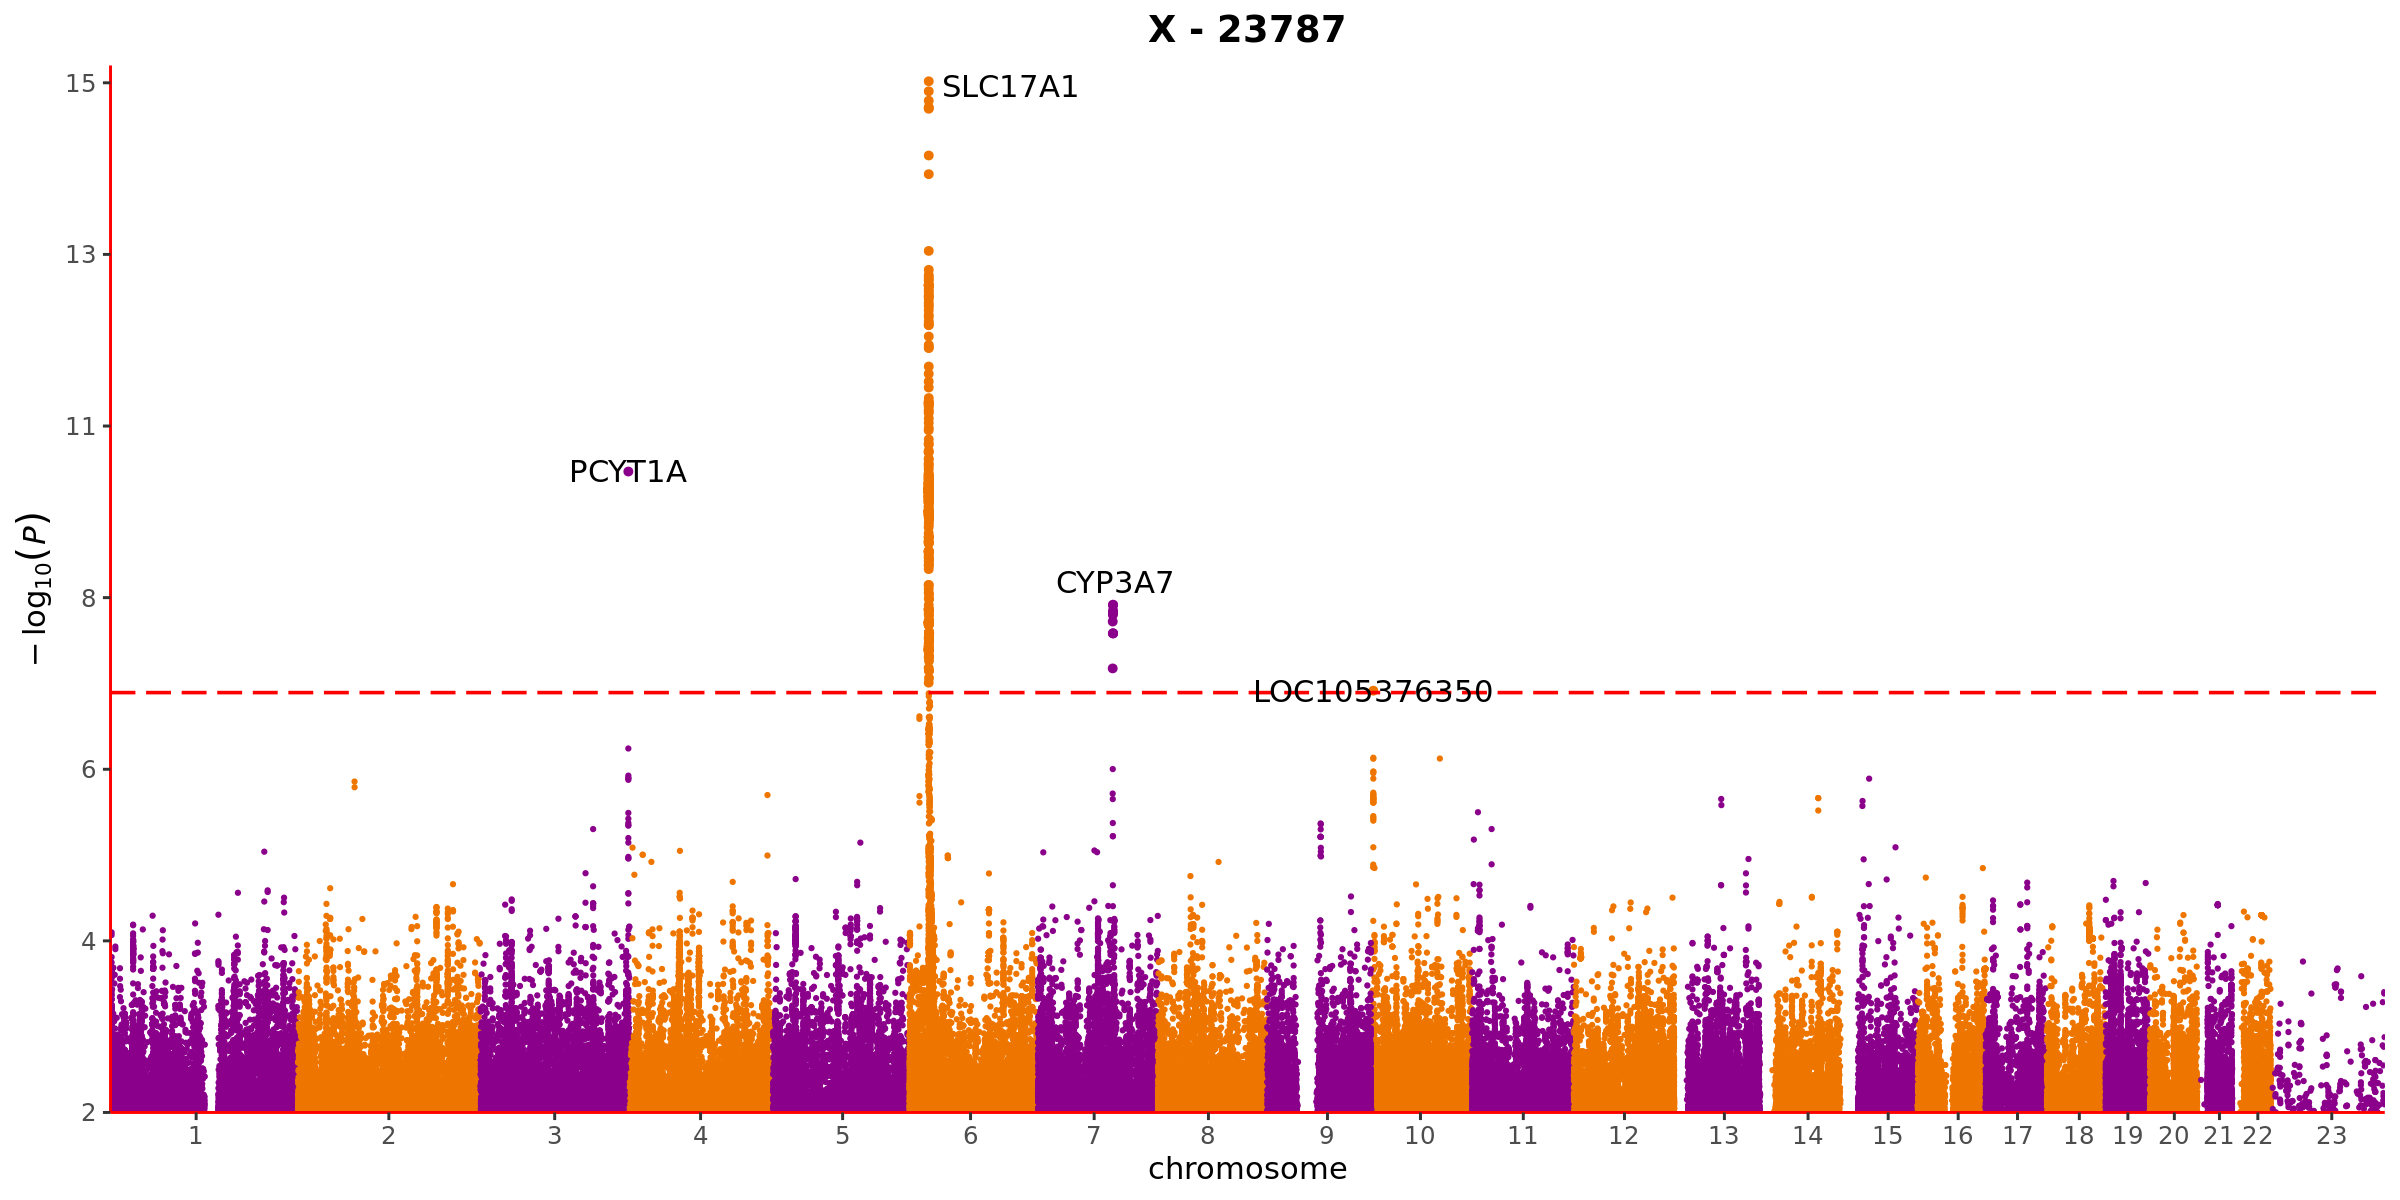 X - 23787
15
SLC17A1
13
11
PCYT1A
8
CYP3A7
LOC105376350
6
4
2
− log10(P)
1 2 3 4 5 6 7 8 9 10 11 12 13 14 15 16 17 18 19 20 21 22 23
chromosome